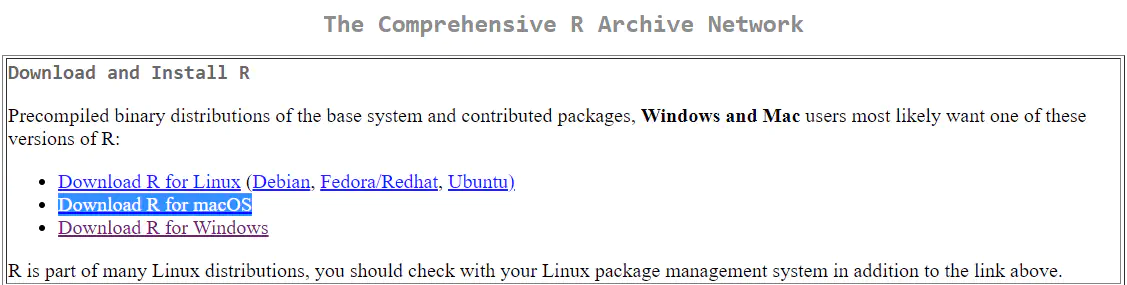 The Comprehensive R Archive Network
Download and Install R
Precompiled binary distributions of the base system and contributed packages, Windows and Mac users most likely want one of these
versions of R:
• Download R for Linux (Debian, Fedora/Redhat, Ubuntu)
• Download R for macOS
• Download R for Windows
R is part of many Linux distributions, you should check with your Linux package management system in addition to the link above.